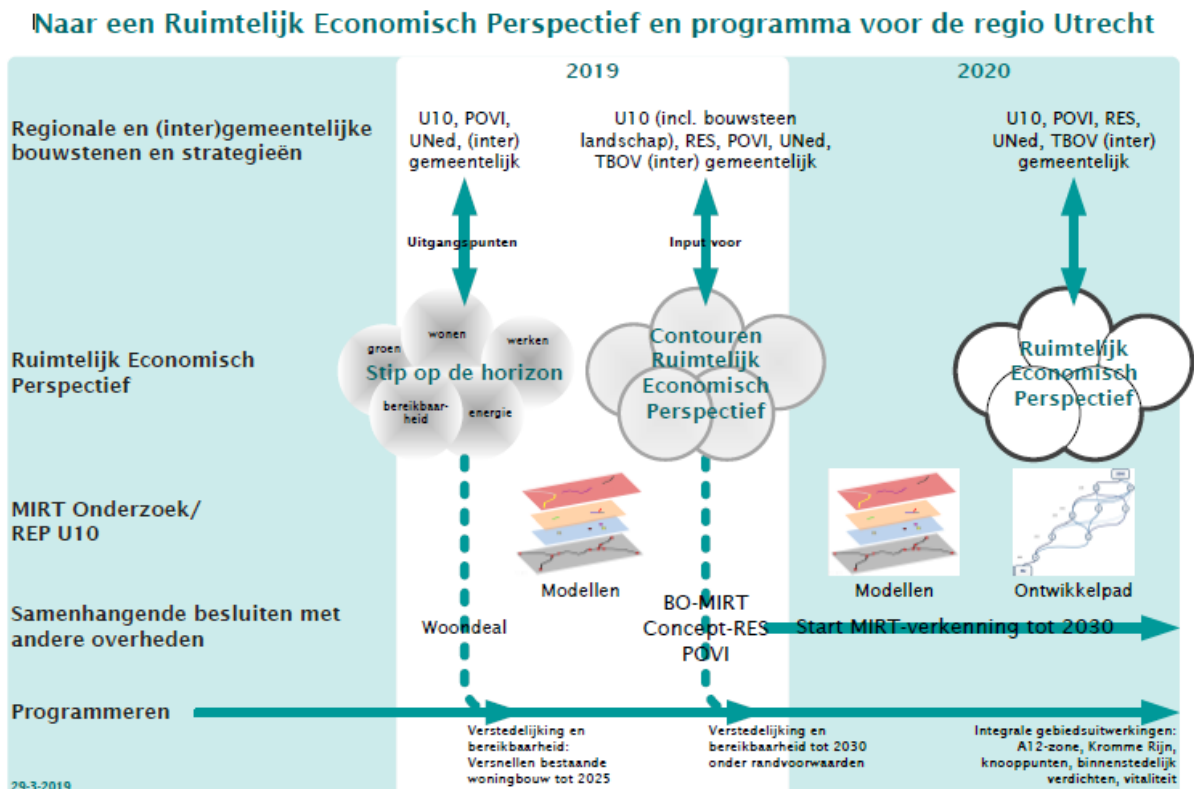 Naar een Ruimtelijk Economisch Perspectief en programma voor de regio Utrecht
2019
2020
Regionale en (inter)gemeentelijke
bouwstenen en strategieën
U10, POVI,
UNed, (inter)
gemeentelijk
U10 (incl. bouwsteen
landschap), RES, POVI, UNed,
TBOV (inter) gemeentelijk
U10, POVI, RES,
UNed, TBOV (inter)
gemeentelijk
Uitgangspunten
Input voor
Ruimtelijk Economisch
Perspectief
groen
wonen
werken
Stip op de horizon
bereikbaar-
heid
energie
Contouren
Ruimtelijk
Economisch
Perspectief
Ruimtelijk
Economisch
Perspectief
MIRT Onderzoek/
REP U10
Modellen
Modellen
Ontwikkelpad
Samenhangende besluiten met
andere overheden
Woondeal
BO-MIRT
Concept-RES
POVI
Start MIRT-verkenning tot 2030
Programmeren
Verstedelijking en
bereikbaarheid:
Versnellen bestaande
woningbouw tot 2025
Verstedelijking en
bereikbaarheid tot 2030
onder randvoorwaarden
Integrale gebiedsuitwerkingen:
A12-zone, Kromme Rijn,
knooppunten, binnenstedelijk
verdichten, vitaliteit
29-3-2019